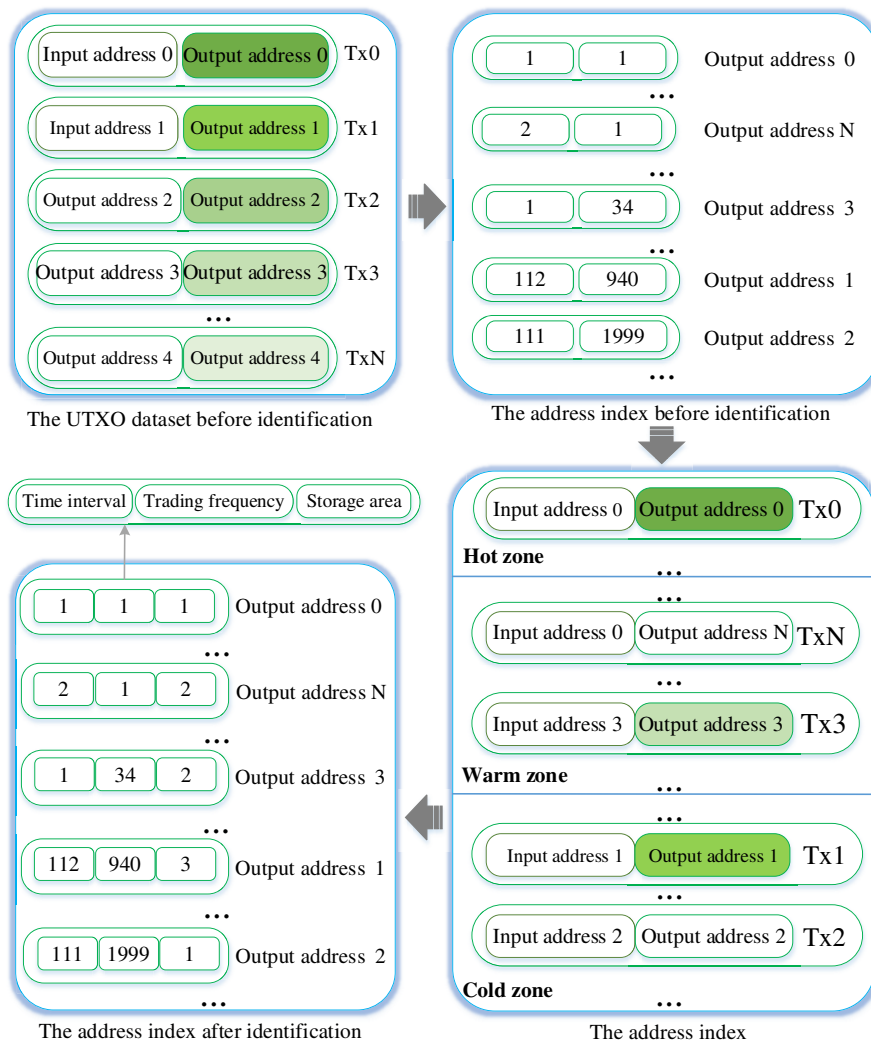 Input address 0 Output address 0 Tx0
Input address 1 Output address 1 Tx1
Output address 2 Output address 2 Tx2
Output address 3 Output address 3 Tx3
...
Output address 4 Output address 4 TxN
The UTXO dataset before identification
1 1 Output address 0
...
2 1 Output address N
...
1 34 Output address 3
...
112 940 Output address 1
111 1999 Output address 2
...
The address index before identification
Input address 0 Output address 0 Tx0
Hot zone
...
...
Input address 0 Output address N TxN
...
Input address 3 Output address 3 Tx3
Warm zone
...
...
Input address 1 Output address 1 Tx1
...
Input address 2 Output address 2 Tx2
Cold zone
...
The address index
Time interval Trading frequency Storage area
1 1 1 Output address 0
...
2 1 2 Output address N
...
1 34 2 Output address 3
...
112 940 3 Output address 1
...
111 1999 1 Output address 2
...
The address index after identification